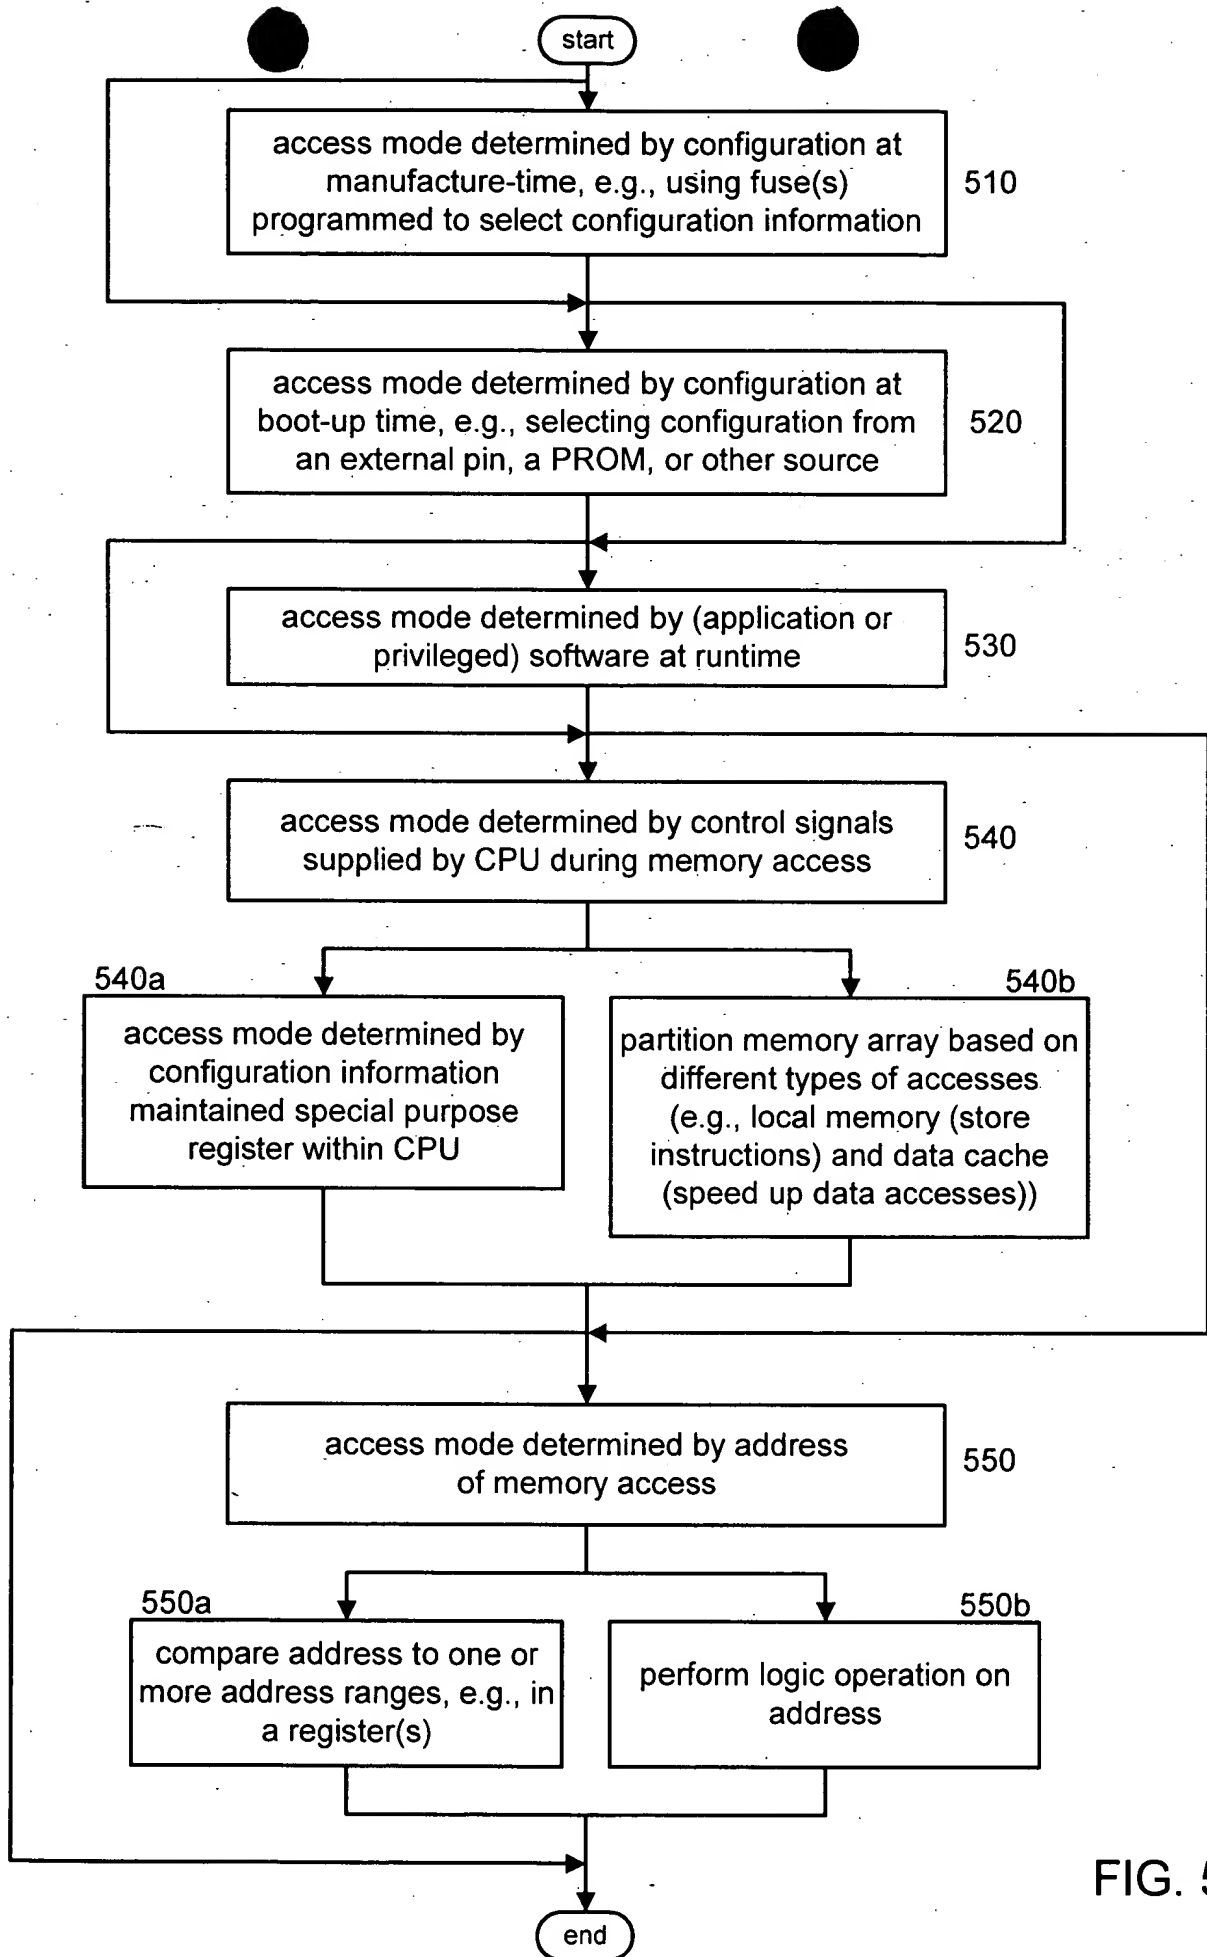 start
access mode determined by configuration at
manufacture-time, e.g., using fuse(s)
programmed to select configuration information
510
access mode determined by configuration at
boot-up time, e.g., selecting configuration from
an external pin, a PROM, or other source
520
access mode determined by (application or
privileged) software at runtime
530
access mode determined by control signals
supplied by CPU during memory access
540
540a
access mode determined by
configuration information
maintained special purpose
register within CPU
540b
partition memory array based on
different types of accesses
(e.g., local memory (store
instructions) and data cache
(speed up data accesses))
access mode determined by address
of memory access
550
550a
compare address to one or
more address ranges, e.g., in
a register(s)
550b
perform logic operation on
address
end
FIG. 5